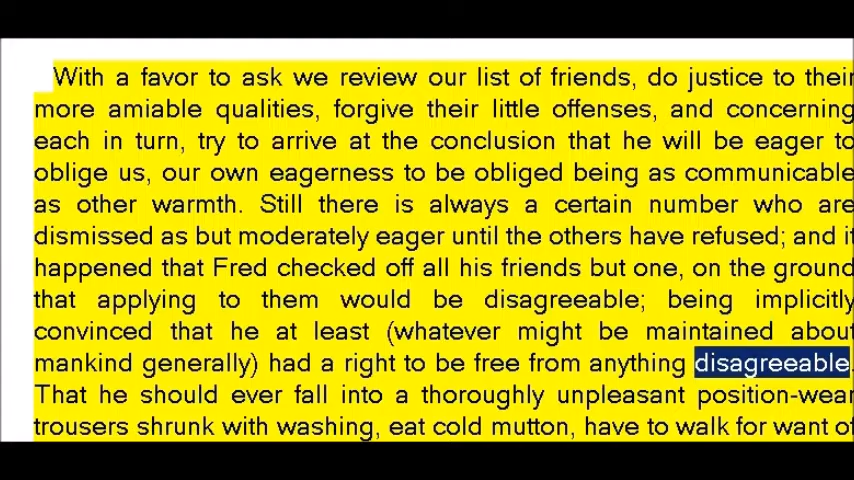 With a favor to ask we review our list of friends, do justice to their
more amiable qualities, forgive their little offenses, and concerning
each in turn, try to arrive at the conclusion that he will be eager to
oblige us, our own eagerness to be obliged being as communicable
as other warmth. Still there is always a certain number who are
dismissed as but moderately eager until the others have refused; and it
happened that Fred checked off all his friends but one, on the ground
that applying to them would be disagreeable; being implicitly
convinced that he at least (whatever might be maintained about
mankind generally) had a right to be free from anything disagreeable.
That he should ever fall into a thoroughly unpleasant position-wear
trousers shrunk with washing, eat cold mutton, have to walk for want of